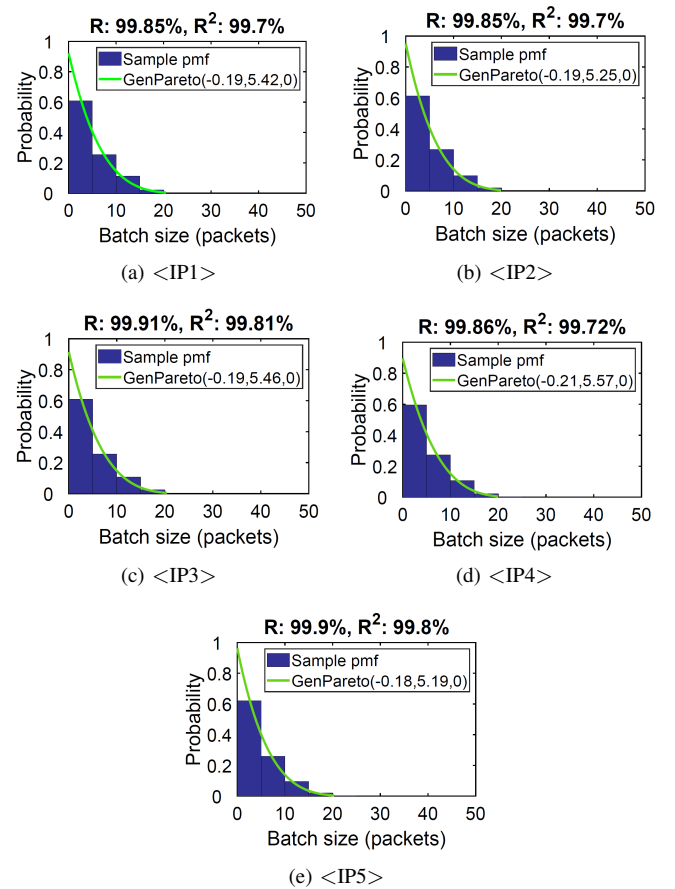 R: 99.85%, R²: 99.7%
1
0.8
0.6
0.4
0.2
0
Probability
Sample pmf
GenPareto(-0.19,5.42,0)
0 10 20 30 40 50
Batch size (packets)
(a) <IP1>
R: 99.85%, R²: 99.7%
1
0.8
0.6
0.4
0.2
0
Probability
Sample pmf
GenPareto(-0.19,5.25,0)
0 10 20 30 40 50
Batch size (packets)
(b) <IP2>
R: 99.91%, R²: 99.81%
1
0.8
0.6
0.4
0.2
0
Probability
Sample pmf
GenPareto(-0.19,5.46,0)
0 10 20 30 40 50
Batch size (packets)
(c) <IP3>
R: 99.86%, R²: 99.72%
1
0.8
0.6
0.4
0.2
0
Probability
Sample pmf
GenPareto(-0.21,5.57,0)
0 10 20 30 40 50
Batch size (packets)
(d) <IP4>
R: 99.9%, R²: 99.8%
1
0.8
0.6
0.4
0.2
0
Probability
Sample pmf
GenPareto(-0.18,5.19,0)
0 10 20 30 40 50
Batch size (packets)
(e) <IP5>